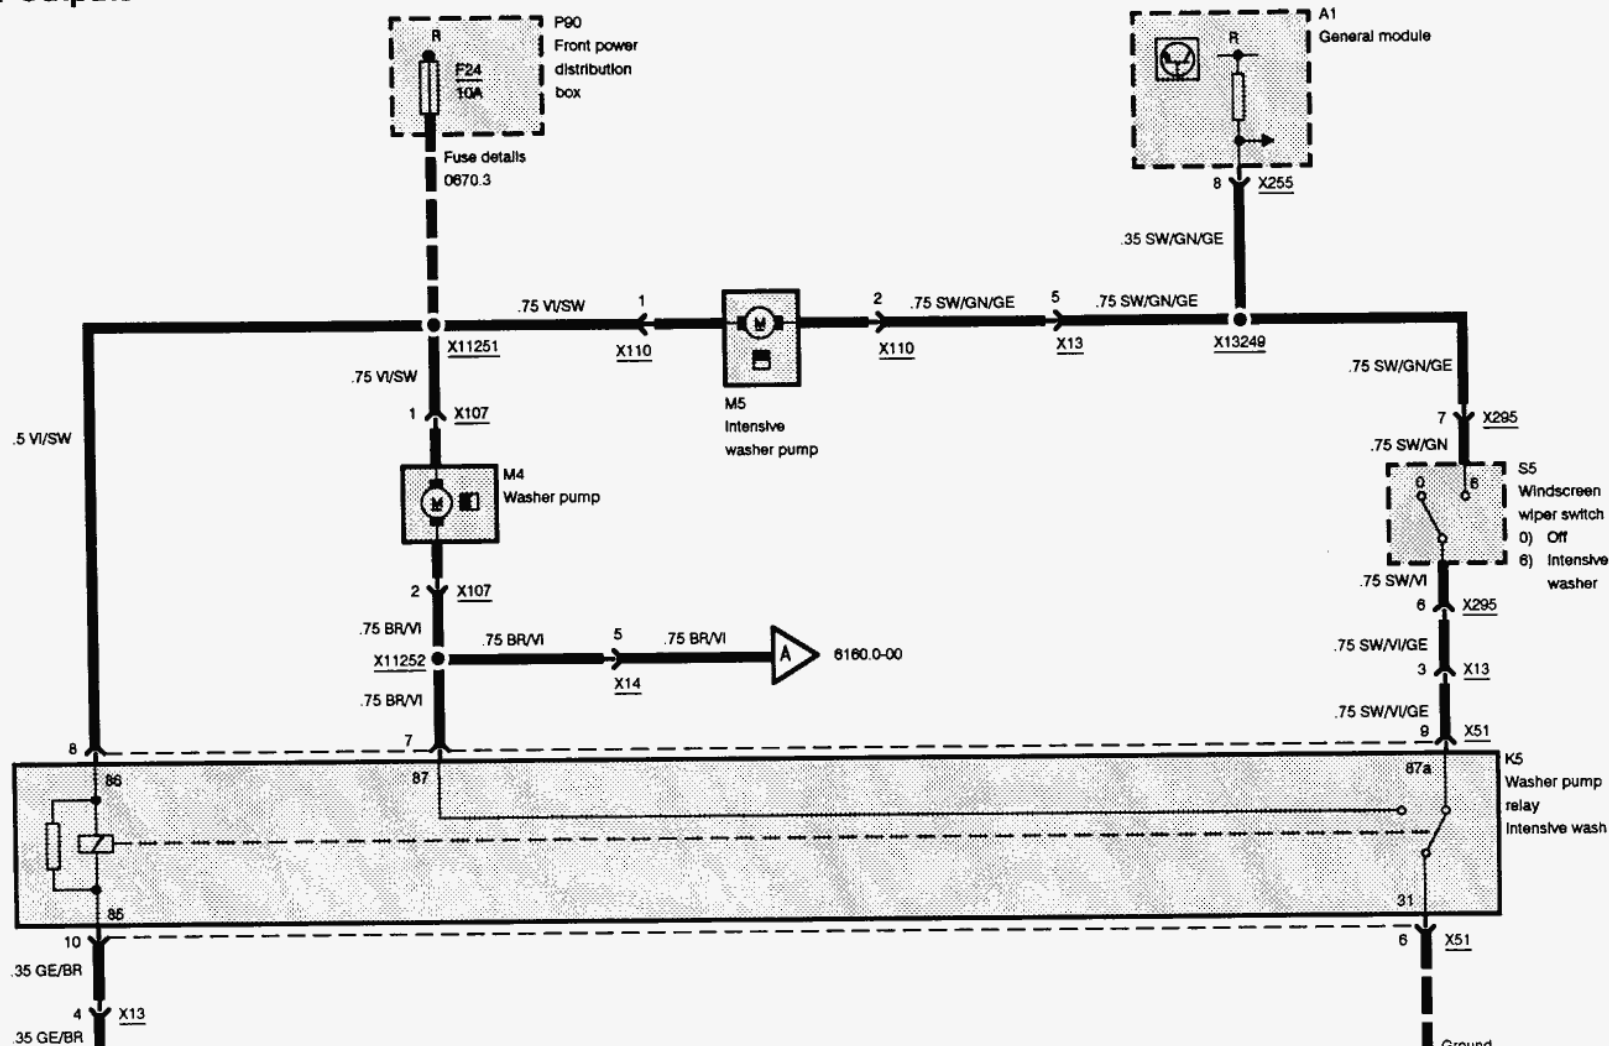 P90
Front power
distribution
box
R
F24
10A
Fuse details
0670.3
A1
General module
R
8 X255
.35 SW/GN/GE
.75 VI/SW
1
X110
X11251
M
M5
Intensive
washer pump
2
X110
.75 SW/GN/GE
5
X13
.75 SW/GN/GE
X13249
.75 SW/GN/GE
7 X295
.75 SW/GN
0 6
S5
Windscreen
wiper switch
0) Off
6) Intensive
washer
.75 SW/VI
6 X295
.75 SW/VI/GE
3 X13
.75 SW/VI/GE
9 X51
.5 VI/SW
.75 VI/SW
1 X107
M
M4
Washer pump
2 X107
.75 BR/VI
X11252
.75 BR/VI
5
X14
.75 BR/VI
A
6160.0-00
.75 BR/VI
8
7
86
87
87a
K5
Washer pump
relay
Intensive wash
85
31
10
6 X51
.35 GE/BR
4 X13
.35 GE/BR
Ground